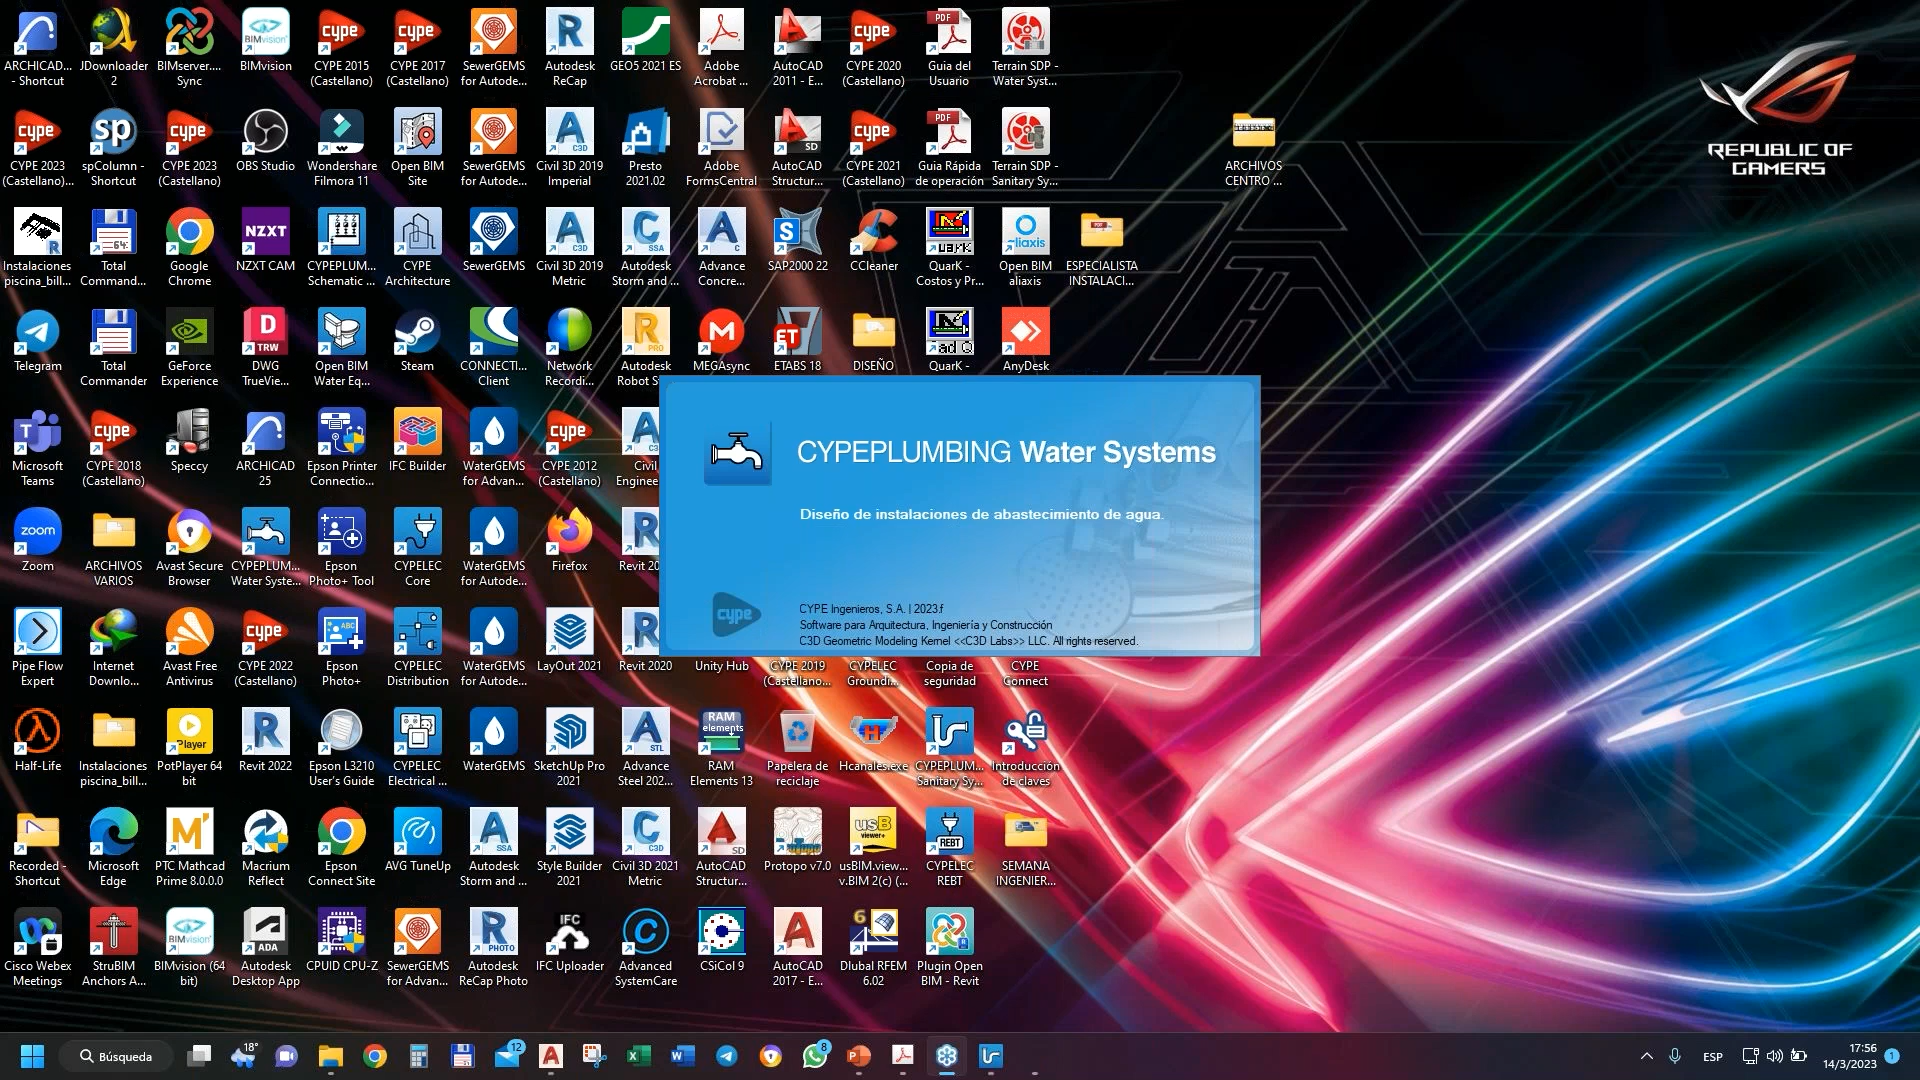 ARCHICAD...
- Shortcut
JDownloader
2
BIMserver....
Sync
BIMvision
CYPE 2015
(Castellano)
CYPE 2017
(Castellano)
SewerGEMS
for Autode...
Autodesk
ReCap
GEO5 2021 ES
Adobe
Acrobat ...
AutoCAD
2011 - E...
CYPE 2020
(Castellano)
Guia del
Usuario
Terrain SDP -
Water Syst...
REPUBLIC OF
GAMERS
CYPE 2023
(Castellano)...
spColumn -
Shortcut
CYPE 2023
(Castellano)
OBS Studio
Wondershare
Filmora 11
Open BIM
Site
SewerGEMS
for Autode...
Civil 3D 2019
Imperial
Presto
2021.02
Adobe
FormsCentral
AutoCAD
Structur...
CYPE 2021
(Castellano)
Guia Rápida
de operación
Terrain SDP -
Sanitary Sy...
ARCHIVOS
CENTRO ...
Instalaciones
piscina_bill...
Total
Command...
Google
Chrome
NZXT CAM
CYPEPLUM...
Schematic ...
CYPE
Architecture
SewerGEMS
Civil 3D 2019
Metric
Autodesk
Storm and ...
Advance
Concre...
SAP2000 22
CCleaner
QuarK -
Costos y Pr...
Open BIM
aliaxis
ESPECIALISTA
INSTALACI...
Telegram
Total
Commander
GeForce
Experience
DWG
TrueVie...
Open BIM
Water Eq...
Steam
CONNECTI...
Client
Network
Recordi...
Autodesk
Robot S
MEGAsync
ETABS 18
DISEÑO
QuarK -
AnyDesk
CYPEPLUMBING Water Systems
Diseño de instalaciones de abastecimiento de agua.
cype
CYPE Ingenieros, S.A. | 2023.f
Software para Arquitectura, Ingeniería y Construcción
C3D Geometric Modeling Kernel <<C3D Labs>> LLC. All rights reserved.
Microsoft
Teams
CYPE 2018
(Castellano)
Speccy
ARCHICAD
25
Epson Printer
Connectio...
IFC Builder
WaterGEMS
for Advan...
CYPE 2012
(Castellano)
Civil
Enginee
Zoom
ARCHIVOS
VARIOS
Avast Secure
Browser
CYPEPLUM...
Water Syste...
Epson
Photo+ Tool
CYPELEC
Core
WaterGEMS
for Autode...
Firefox
Revit 20
Pipe Flow
Expert
Internet
Downlo...
Avast Free
Antivirus
CYPE 2022
(Castellano)
Epson
Photo+
CYPELEC
Distribution
WaterGEMS
for Autode...
LayOut 2021
Revit 2020
Unity Hub
CYPE 2019
(Castellano...
CYPELEC
Groundi...
Copia de
seguridad
CYPE
Connect
Half-Life
Instalaciones
piscina_bill...
PotPlayer 64
bit
Revit 2022
Epson L3210
User's Guide
CYPELEC
Electrical ...
WaterGEMS
SketchUp Pro
2021
Advance
Steel 202...
RAM
Elements 13
Papelera de
reciclaje
Hcanales.exe
CYPEPLUM...
Sanitary Sy...
Introducción
de claves
Recorded -
Shortcut
Microsoft
Edge
PTC Mathcad
Prime 8.0.0.0
Macrium
Reflect
Epson
Connect Site
AVG TuneUp
Autodesk
Storm and ...
Style Builder
2021
Civil 3D 2021
Metric
AutoCAD
Structur...
Protopo v7.0
usBIM.view...
v.BIM 2(c) (...
CYPELEC
REBT
SEMANA
INGENIER...
Cisco Webex
Meetings
StruBIM
Anchors A...
BIMvision (64
bit)
Autodesk
Desktop App
CPUID CPU-Z
SewerGEMS
for Advan...
Autodesk
ReCap Photo
IFC Uploader
Advanced
SystemCare
CSiCol 9
AutoCAD
2017 - E...
Dlubal RFEM
6.02
Plugin Open
BIM - Revit
Búsqueda
18°
12
8
ESP
17:56
14/3/2023
1